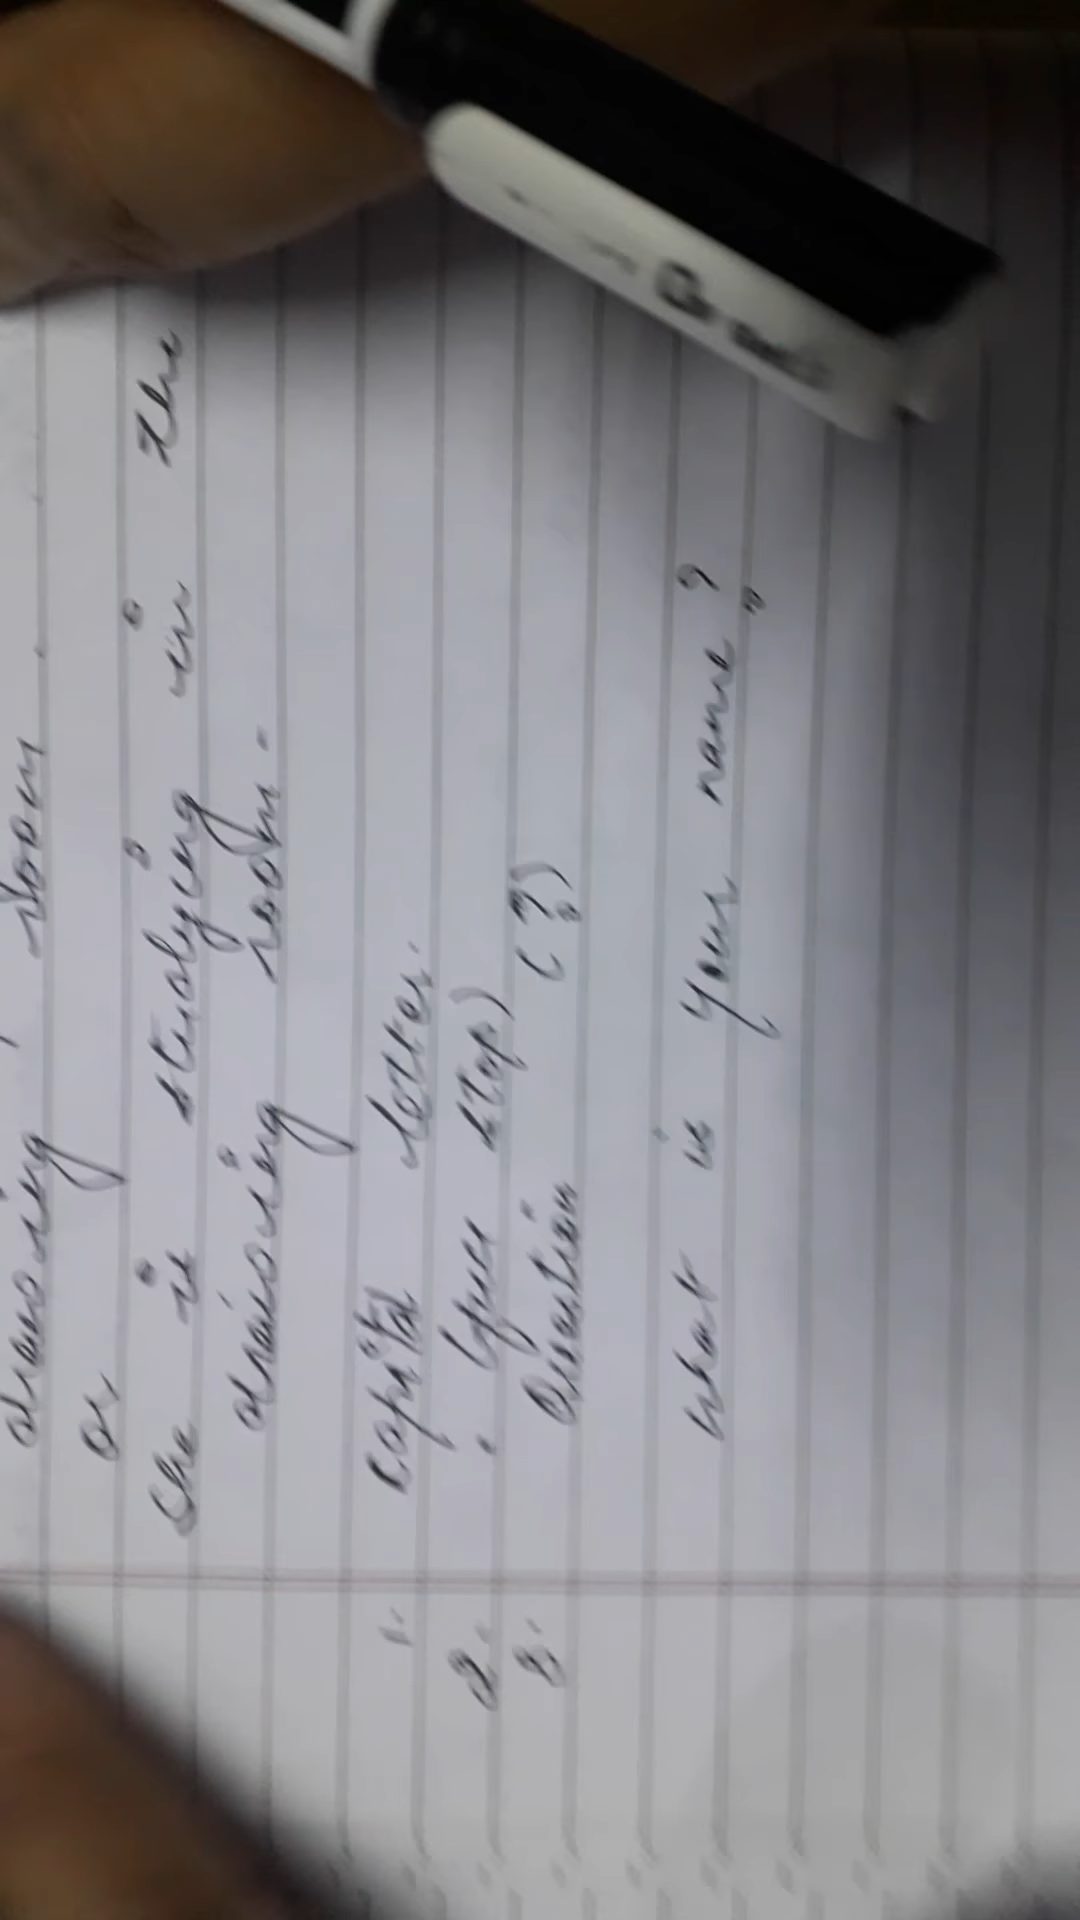 drawing room.
or
She is studying in the
drawing room.
1. Capital letter.
2. . (full stop)
3. Question (?)
what is your name?